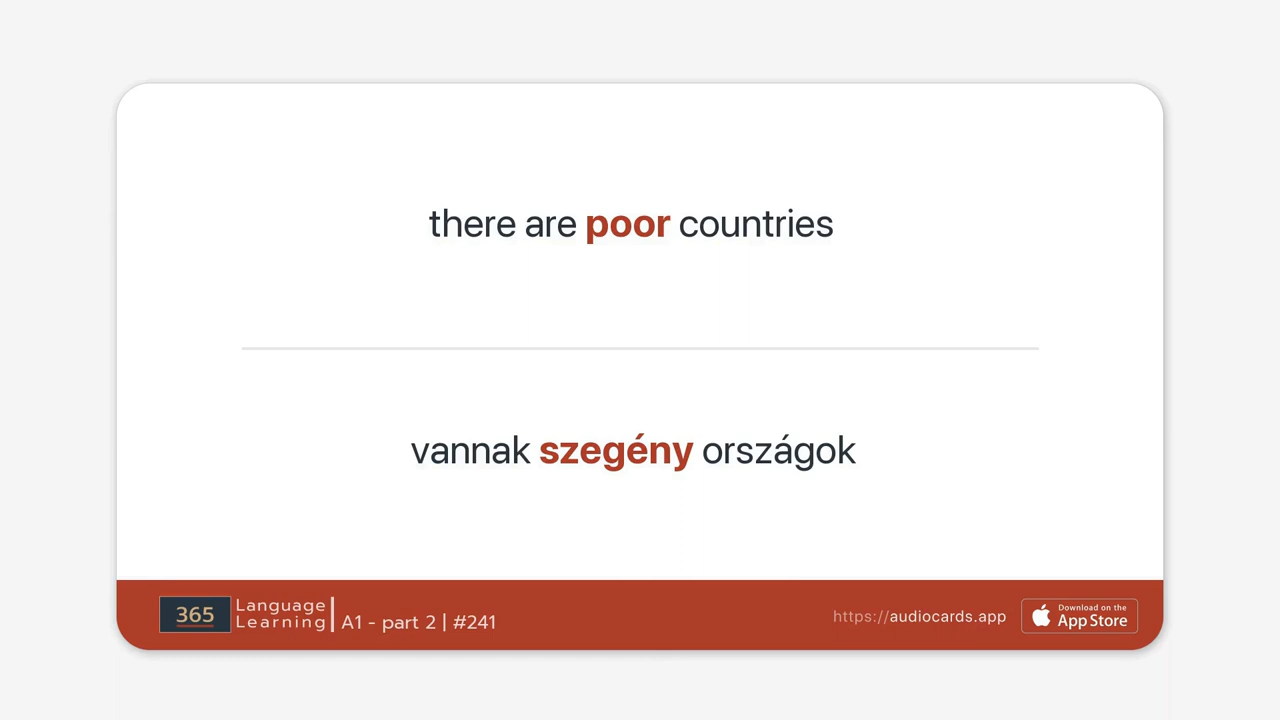 there are poor countries
vannak szegény országok
365
Language
Learning
A1 - part 2 | #241
https://audiocards.app
Download on the
App Store